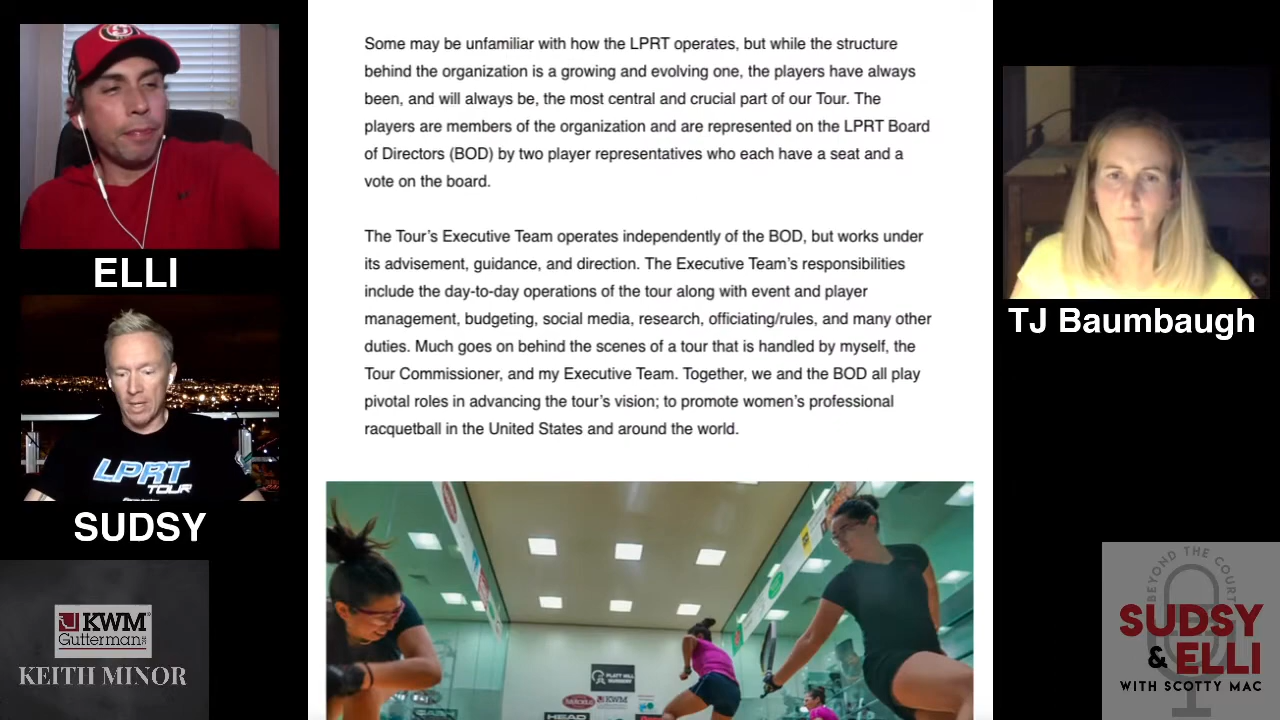 Some may be unfamiliar with how the LPRT operates, but while the structure
behind the organization is a growing and evolving one, the players have always
been, and will always be, the most central and crucial part of our Tour. The
players are members of the organization and are represented on the LPRT Board
of Directors (BOD) by two player representatives who each have a seat and a
vote on the board.
The Tour's Executive Team operates independently of the BOD, but works under
its advisement, guidance, and direction. The Executive Team's responsibilities
include the day-to-day operations of the tour along with event and player
management, budgeting, social media, research, officiating/rules, and many other
duties. Much goes on behind the scenes of a tour that is handled by myself, the
Tour Commissioner, and my Executive Team. Together, we and the BOD all play
pivotal roles in advancing the tour's vision; to promote women's professional
racquetball in the United States and around the world.
ELLI
LPRT
TOUR
SUDSY
KWM
Gutterman
KEITH MINOR
TJ Baumbaugh
BEYOND THE COURT
SUDSY
& ELLI
WITH SCOTTY MAC
KWM
HEAD